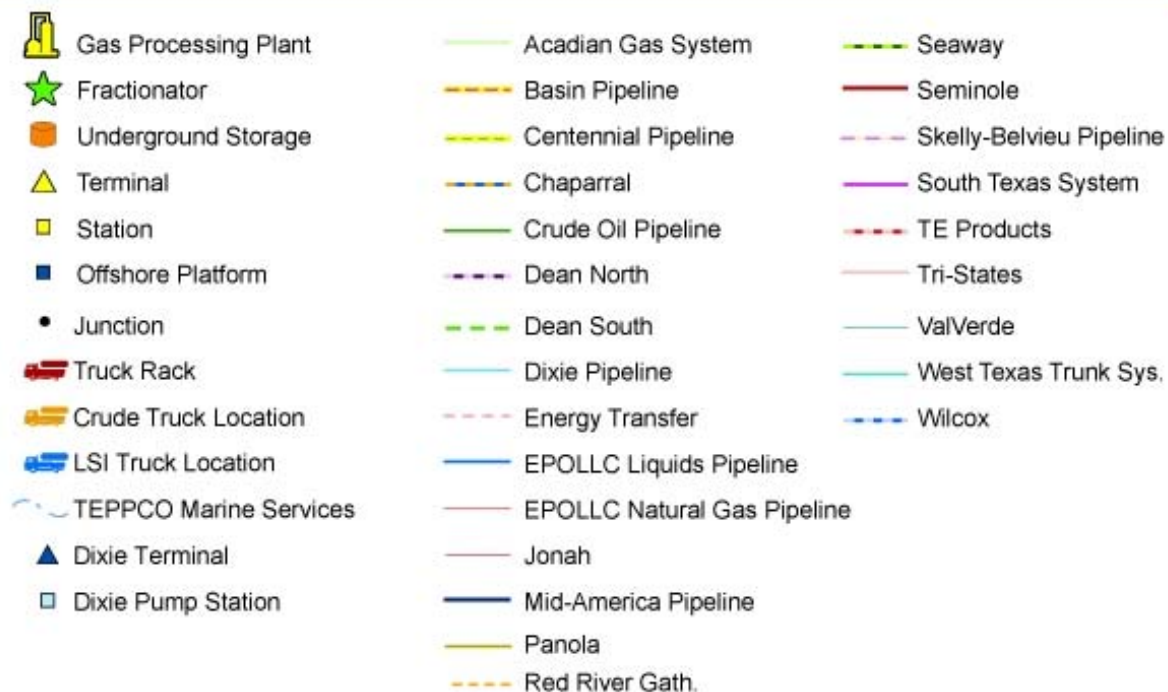 Gas Processing Plant
Fractionator
Underground Storage
Terminal
Station
Offshore Platform
Junction
Truck Rack
Crude Truck Location
LSI Truck Location
TEPPCO Marine Services
Dixie Terminal
Dixie Pump Station
Acadian Gas System
Basin Pipeline
Centennial Pipeline
Chaparral
Crude Oil Pipeline
Dean North
Dean South
Dixie Pipeline
Energy Transfer
EPOLLC Liquids Pipeline
EPOLLC Natural Gas Pipeline
Jonah
Mid-America Pipeline
Panola
Red River Gath.
Seaway
Seminole
Skelly-Belvieu Pipeline
South Texas System
TE Products
Tri-States
ValVerde
West Texas Trunk Sys.
Wilcox